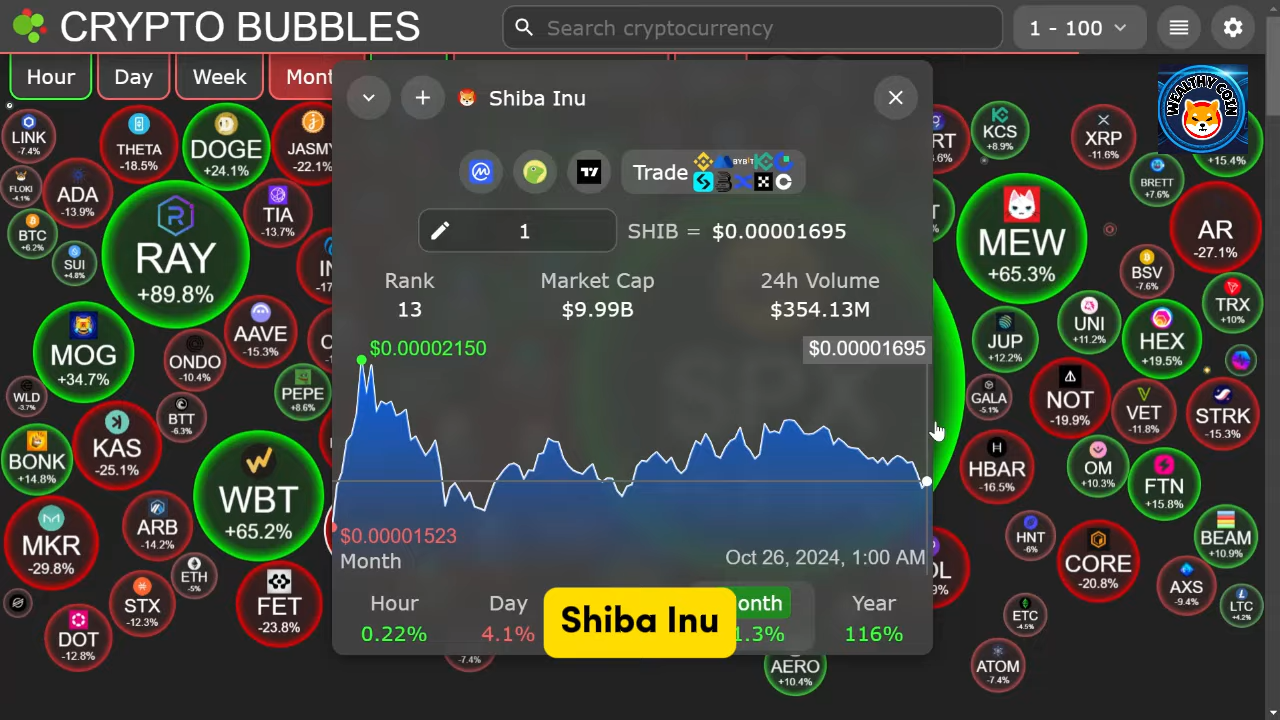 CRYPTO BUBBLES
Search cryptocurrency
1 - 100
Hour
Day
Week
WEALTHY COIN
Shiba Inu
Trade
BYBIT
1
SHIB = $0.00001695
Rank
13
Market Cap
$9.99B
24h Volume
$354.13M
$0.00002150
$0.00001695
$0.00001523
Month
Oct 26, 2024, 1:00 AM
Hour
0.22%
Day
4.1%
Shiba Inu
Year
116%
LINK
-7.4%
THETA
-18.5%
DOGE
+24.1%
JASMY
-22.1%
FLOKI
-4.1%
ADA
-13.9%
BTC
+6.2%
SUI
+4.8%
RAY
+89.8%
TIA
-13.7%
MOG
+34.7%
AAVE
-15.3%
ONDO
-10.4%
WLD
-3.7%
PEPE
+8.6%
BTT
-6.3%
BONK
+14.8%
KAS
-25.1%
WBT
+65.2%
MKR
-29.8%
ARB
-14.2%
ETH
-5%
STX
-12.3%
FET
-23.8%
DOT
-12.8%
-7.4%
KCS
+8.9%
XRP
-11.6%
+15.4%
BRETT
+7.6%
MEW
+65.3%
AR
-27.1%
BSV
-7.6%
TRX
+10%
JUP
+12.2%
UNI
+11.2%
HEX
+19.5%
GALA
-5.1%
NOT
-19.9%
VET
-11.8%
STRK
-15.3%
HBAR
-16.5%
OM
+10.3%
FTN
+15.8%
HNT
-6%
CORE
-20.8%
BEAM
+10.9%
AXS
-9.4%
ETC
-4.5%
LTC
+4.2%
AERO
+10.4%
ATOM
-7.4%